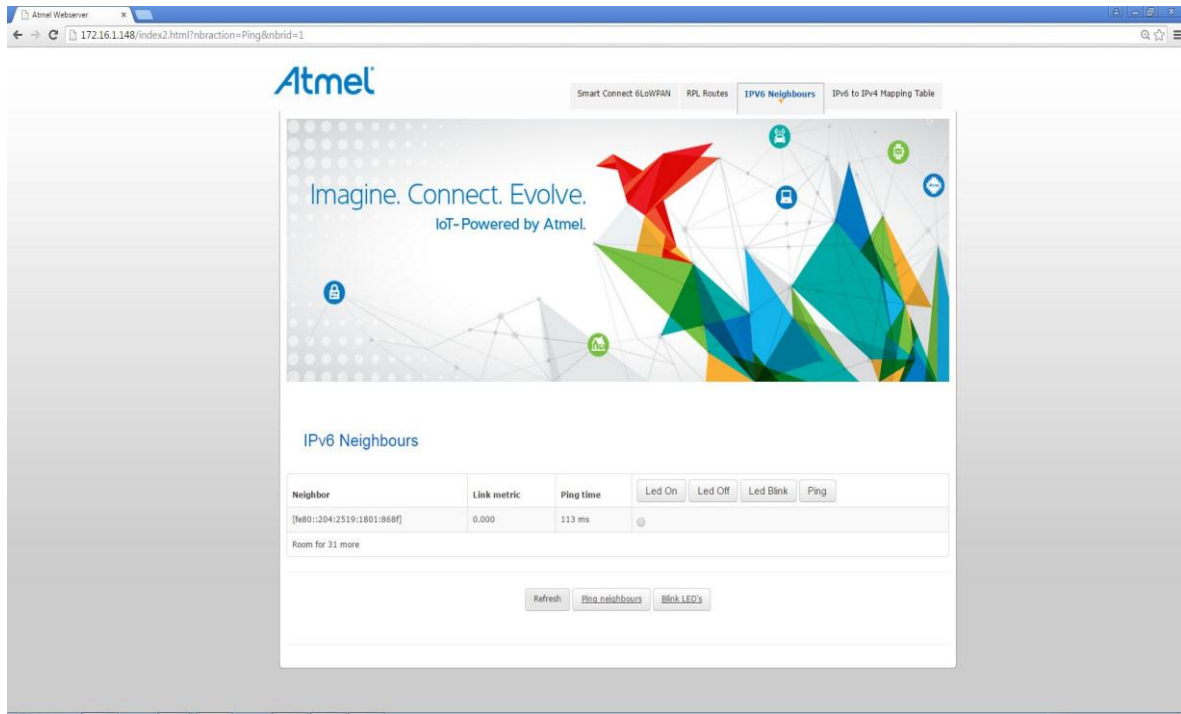 Atmel Webserver
172.16.1.148/index2.html?nbraction=Ping&nbrid=1
Atmel
Smart Connect 6LoWPAN RPL Routes IPV6 Neighbours IPv6 to IPv4 Mapping Table
Imagine. Connect. Evolve.
IoT-Powered by Atmel.
IPv6 Neighbours
Neighbor Link metric Ping time Led On Led Off Led Blink Ping
[fe80::204:2519:1801:868f] 0.000 113 ms
Room for 31 more
Refresh Ping neighbours Blink LED's